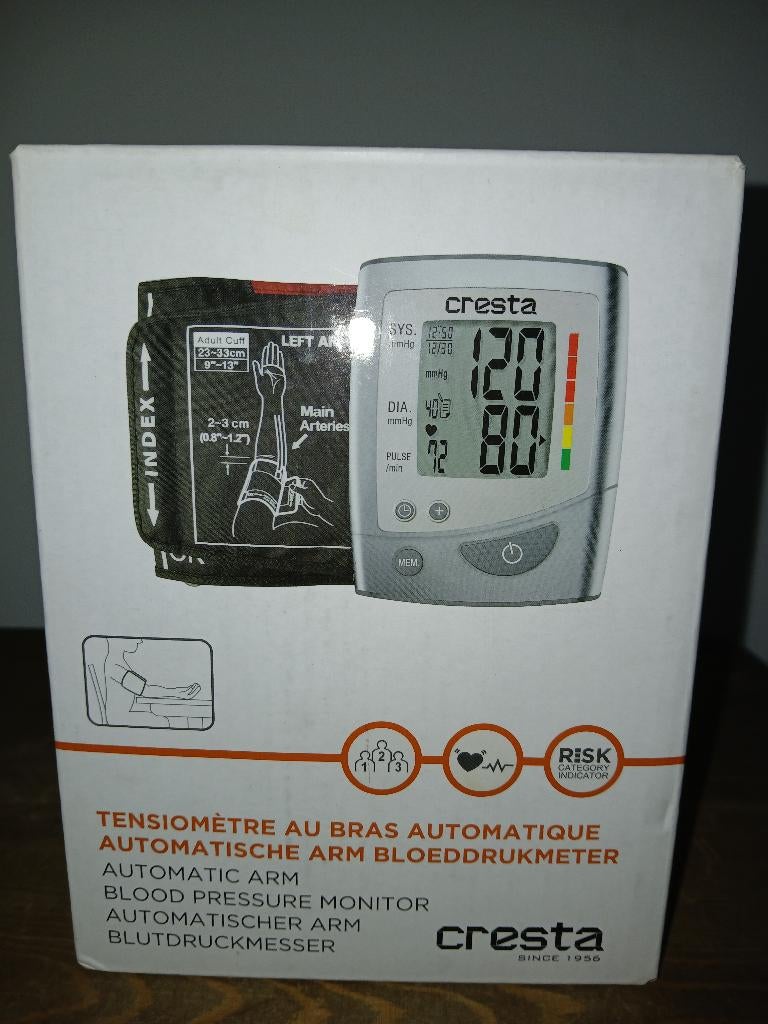 cresta
SYS.
mmHg
12:50
12/30
mmHg
120
DIA.
mmHg
40
80
PULSE
/min
72
+
MEM.
Adult Cuff
23~33cm
9"~13"
LEFT
2~3 cm
(0.8"~1.2")
Main
Arteries
INDEX
1 2 3
RISK
CATEGORY
INDICATOR
TENSIOMÈTRE AU BRAS AUTOMATIQUE
AUTOMATISCHE ARM BLOEDDRUKMETER
AUTOMATIC ARM
BLOOD PRESSURE MONITOR
AUTOMATISCHER ARM
BLUTDRUCKMESSER
cresta
SINCE 1956